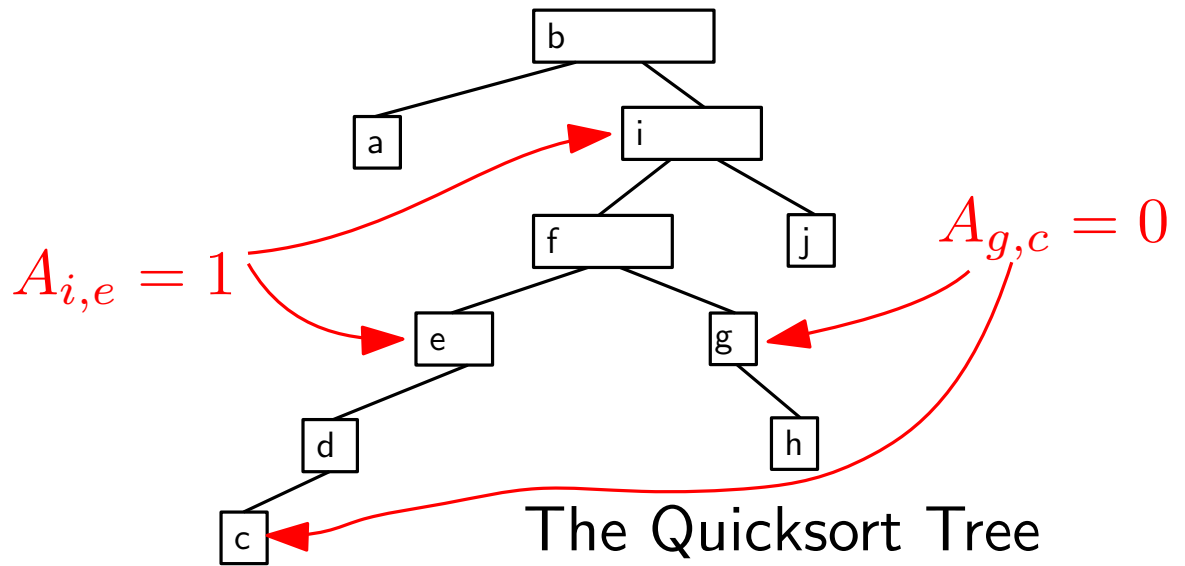 b
a
i
f
j
A_{g,c} = 0
A_{i,e} = 1
e
g
d
h
c
The Quicksort Tree